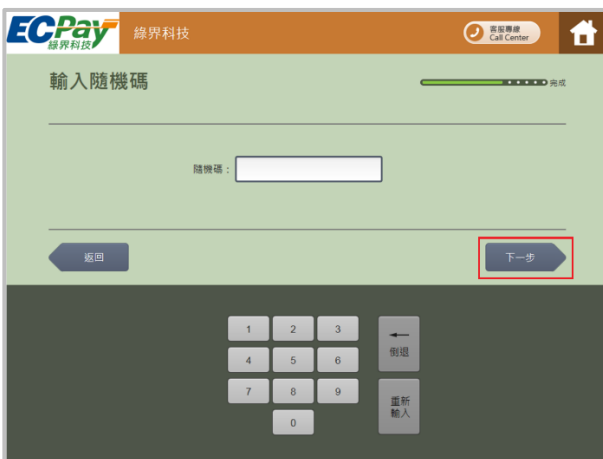 ECPay
綠界科技
綠界科技
客服專線
Call Center
輸入隨機碼
完成
隨機碼：
返回
下一步
1 2 3
←
倒退
4 5 6
7 8 9
重新
輸入
0